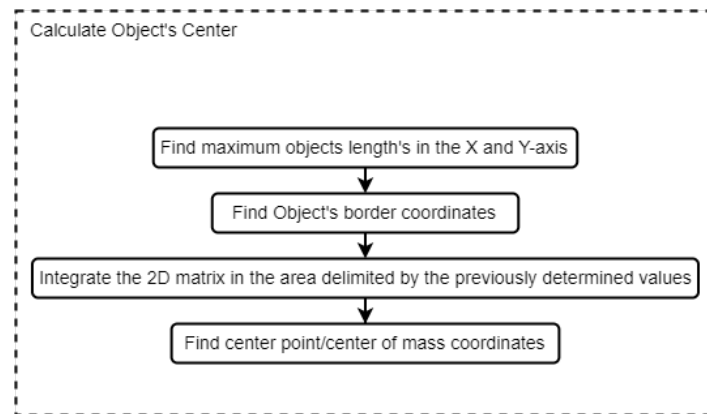 Calculate Object's Center
Find maximum objects length's in the X and Y-axis
Find Object's border coordinates
Integrate the 2D matrix in the area delimited by the previously determined values
Find center point/center of mass coordinates